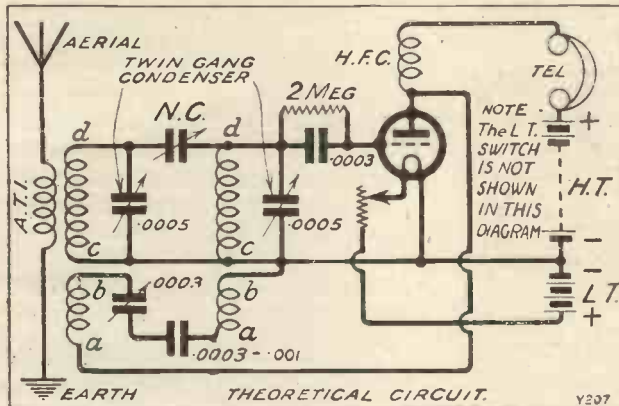 AERIAL
TWIN GANG
CONDENSER
N.C.
2 MEG
H.F.C.
TEL
+
NOTE
The L.T.
SWITCH
IS NOT
SHOWN
IN THIS
DIAGRAM
H.T.
-
-
L.T.
+
A.T.I.
d
d
.0003
.0005
.0005
c
c
b
.0003
b
a
a
.0003-.001
EARTH
THEORETICAL CIRCUIT.
Y207